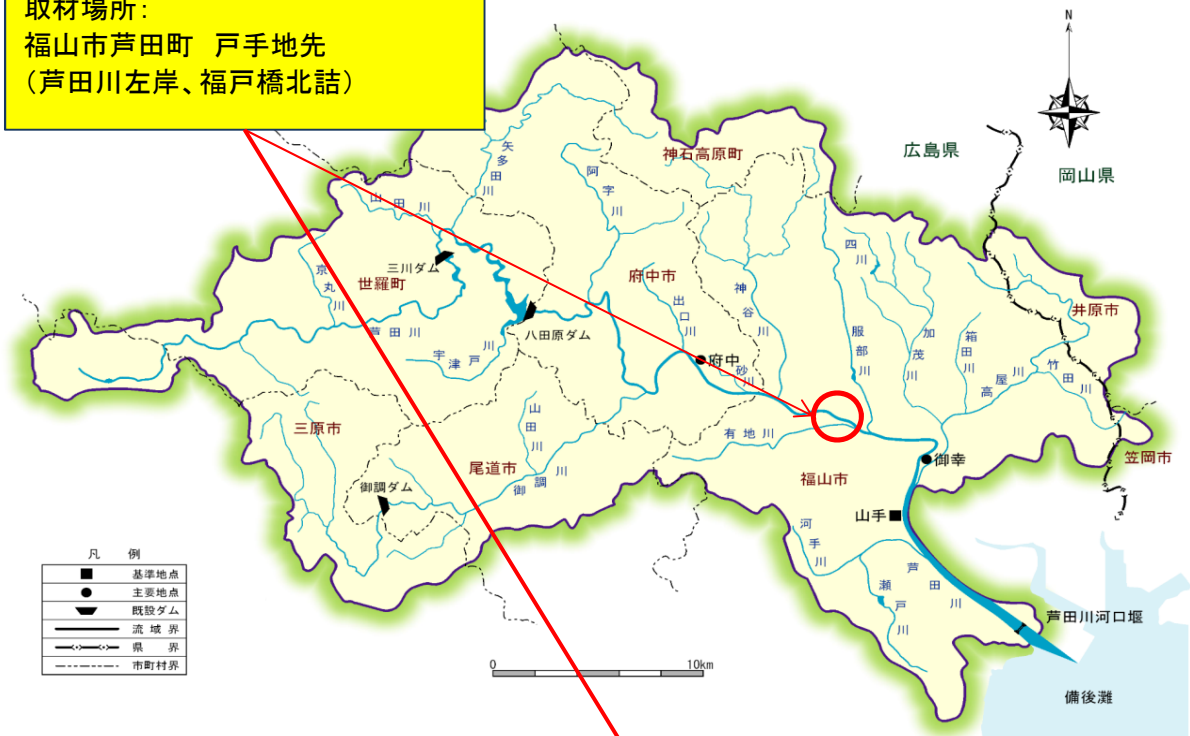 取材場所:
福山市芦田町 戸手地先
(芦田川左岸、福戸橋北詰)
N
広島県
岡山県
神石高原町
矢多田川
阿字川
山田川
三川ダム
京丸川
世羅町
芦田川
宇津戸川
八田原ダム
府中市
出口川
神谷川
四川
服部川
加茂川
箱田川
高屋川
竹田川
井原市
府中
砂川
有地川
三原市
山田川
尾道市
御調川
御調ダム
福山市
御幸
笠岡市
山手
河手川
瀬戸川
芦田川
芦田川河口堰
備後灘
凡 例
基準地点
主要地点
既設ダム
流域界
県界
市町村界
0 10km